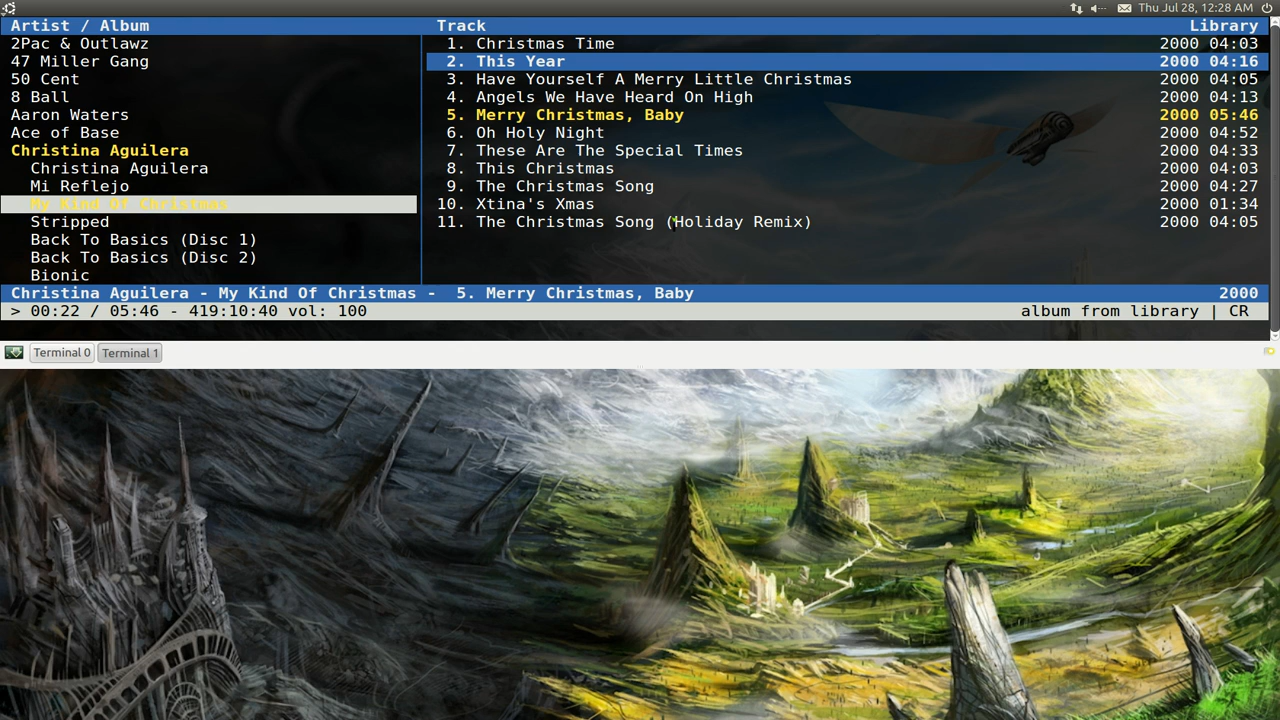 Thu Jul 28, 12:28 AM
Artist / Album
2Pac & Outlawz
47 Miller Gang
50 Cent
8 Ball
Aaron Waters
Ace of Base
Christina Aguilera
Christina Aguilera
Mi Reflejo
My Kind Of Christmas
Stripped
Back To Basics (Disc 1)
Back To Basics (Disc 2)
Bionic
Track Library
1. Christmas Time 2000 04:03
2. This Year 2000 04:16
3. Have Yourself A Merry Little Christmas 2000 04:05
4. Angels We Have Heard On High 2000 04:13
5. Merry Christmas, Baby 2000 05:46
6. Oh Holy Night 2000 04:52
7. These Are The Special Times 2000 04:33
8. This Christmas 2000 04:03
9. The Christmas Song 2000 04:27
10. Xtina's Xmas 2000 01:34
11. The Christmas Song (Holiday Remix) 2000 04:05
Christina Aguilera - My Kind Of Christmas - 5. Merry Christmas, Baby 2000
> 00:22 / 05:46 - 419:10:40 vol: 100 album from library | CR
Terminal 0 Terminal 1